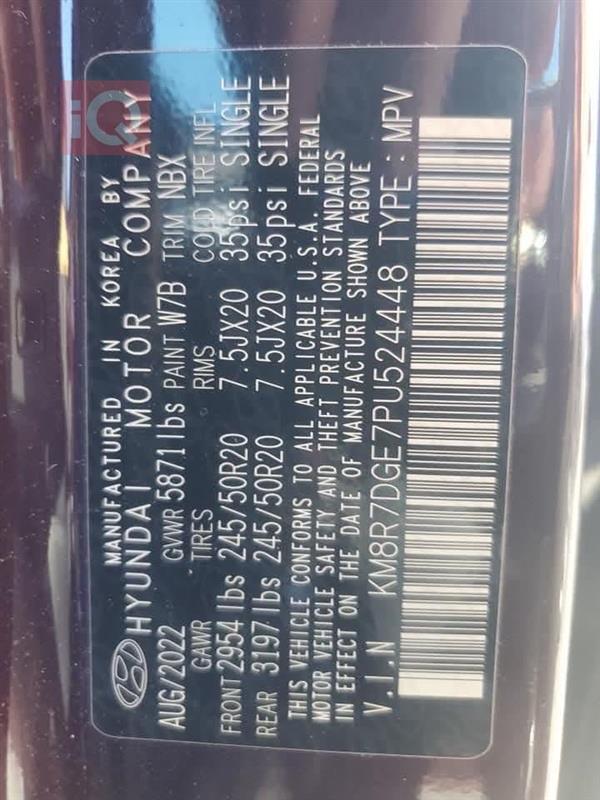 iQ
MANUFACTURED IN KOREA BY
HYUNDAI MOTOR COMPANY
AUG/2022 GVWR 5871 lbs PAINT W7B TRIM NBX
GAWR TIRES RIMS COLD TIRE INFL
FRONT 2954 lbs 245/50R20 7.5JX20 35psi SINGLE
REAR 3197 lbs 245/50R20 7.5JX20 35psi SINGLE
THIS VEHICLE CONFORMS TO ALL APPLICABLE U.S.A. FEDERAL
MOTOR VEHICLE SAFETY AND THEFT PREVENTION STANDARDS
IN EFFECT ON THE DATE OF MANUFACTURE SHOWN ABOVE
V.I.N KM8R7DGE7PU524448 TYPE : MPV